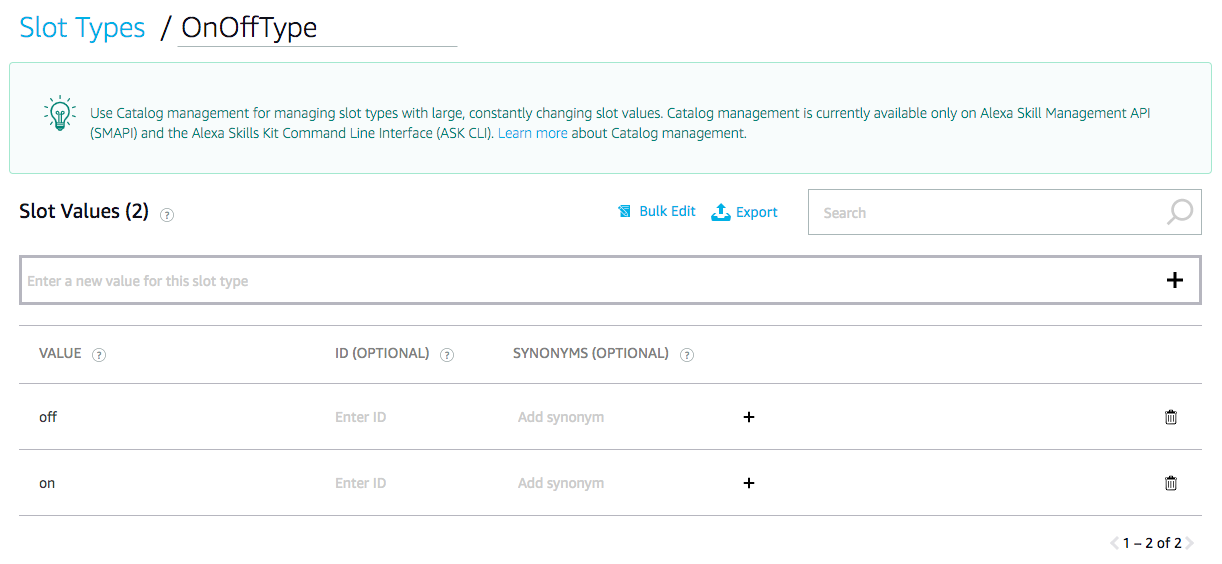 Slot Types / OnOffType
Use Catalog management for managing slot types with large, constantly changing slot values. Catalog management is currently available only on Alexa Skill Management API
(SMAPI) and the Alexa Skills Kit Command Line Interface (ASK CLI). Learn more about Catalog management.
Slot Values (2) ? Bulk Edit Export Search
Enter a new value for this slot type +
VALUE ? ID (OPTIONAL) ? SYNONYMS (OPTIONAL) ?
off Enter ID Add synonym +
on Enter ID Add synonym +
< 1 – 2 of 2 >